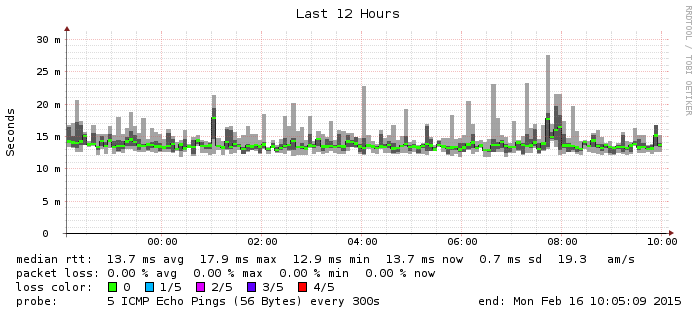 Last 12 Hours
RRDTOOL / TOBI OETIKER
Seconds
30 m
25 m
20 m
15 m
10 m
5 m
0
00:00 02:00 04:00 06:00 08:00 10:00
median rtt: 13.7 ms avg 17.9 ms max 12.9 ms min 13.7 ms now 0.7 ms sd 19.3 am/s
packet loss: 0.00 % avg 0.00 % max 0.00 % min 0.00 % now
loss color: 0 1/5 2/5 3/5 4/5
probe: 5 ICMP Echo Pings (56 Bytes) every 300s end: Mon Feb 16 10:05:09 2015